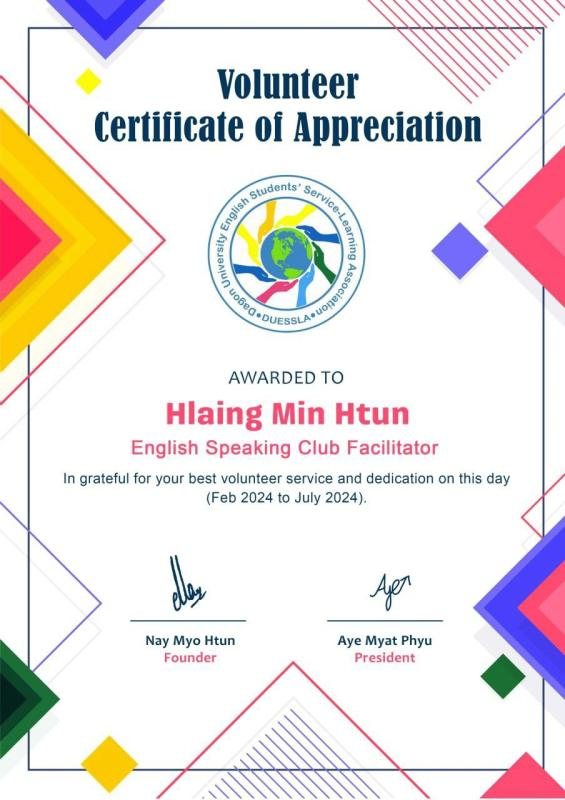 Volunteer
Certificate of Appreciation
Dagon University English Students' Service-Learning Association
DUESSLA
AWARDED TO
Hlaing Min Htun
English Speaking Club Facilitator
In grateful for your best volunteer service and dedication on this day
(Feb 2024 to July 2024).
Nay Myo Htun
Founder
Aye Myat Phyu
President